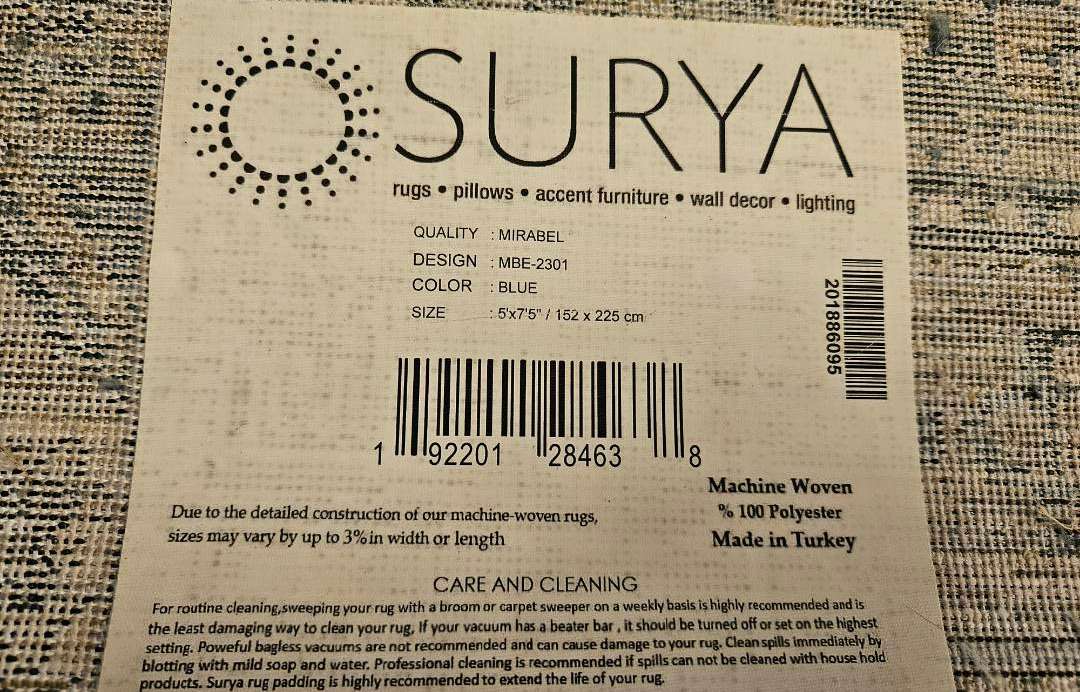 SURYA
rugs • pillows • accent furniture • wall decor • lighting
QUALITY : MIRABEL
DESIGN : MBE-2301
COLOR : BLUE
SIZE : 5'x7'5" / 152 x 225 cm
201886095
1 92201 28463 8
Machine Woven
% 100 Polyester
Made in Turkey
Due to the detailed construction of our machine-woven rugs,
sizes may vary by up to 3% in width or length
CARE AND CLEANING
For routine cleaning,sweeping your rug with a broom or carpet sweeper on a weekly basis is highly recommended and is
the least damaging way to clean your rug, If your vacuum has a beater bar , it should be turned off or set on the highest
setting. Poweful bagless vacuums are not recommended and can cause damage to your rug. Clean spills immediately by
blotting with mild soap and water. Professional cleaning is recommended if spills can not be cleaned with house hold
products. Surya rug padding is highly recommended to extend the life of your rug.